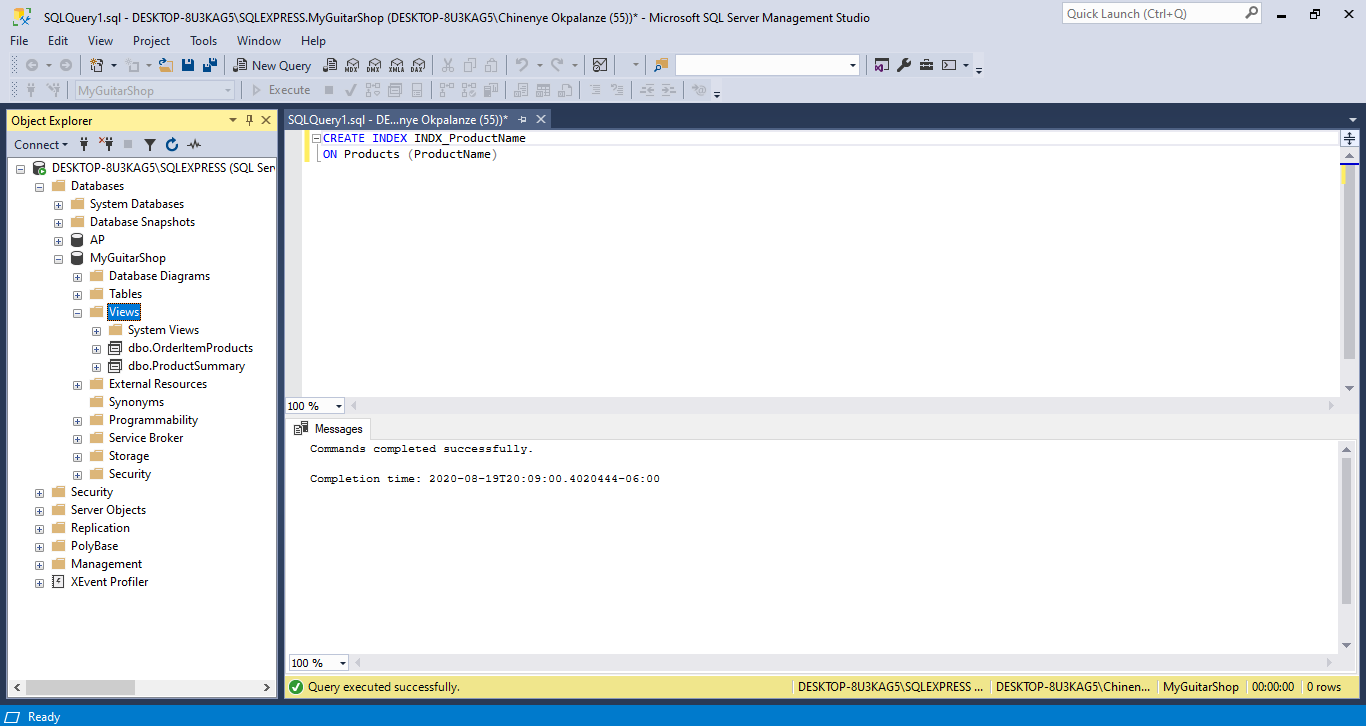 SQLQuery1.sql - DESKTOP-8U3KAG5\SQLEXPRESS.MyGuitarShop (DESKTOP-8U3KAG5\Chinenye Okpalanze (55))* - Microsoft SQL Server Management Studio
Quick Launch (Ctrl+Q)
File Edit View Project Tools Window Help
New Query MDX DMX XMLA DAX
MyGuitarShop Execute
Object Explorer
Connect
DESKTOP-8U3KAG5\SQLEXPRESS (SQL Ser
Databases
System Databases
Database Snapshots
AP
MyGuitarShop
Database Diagrams
Tables
Views
System Views
dbo.OrderItemProducts
dbo.ProductSummary
External Resources
Synonyms
Programmability
Service Broker
Storage
Security
Security
Server Objects
Replication
PolyBase
Management
XEvent Profiler
SQLQuery1.sql - DE...nye Okpalanze (55))*
CREATE INDEX INDX_ProductName
ON Products (ProductName)
100 %
Messages
Commands completed successfully.
Completion time: 2020-08-19T20:09:00.4020444-06:00
100 %
Query executed successfully.
DESKTOP-8U3KAG5\SQLEXPRESS ... DESKTOP-8U3KAG5\Chinen... MyGuitarShop 00:00:00 0 rows
Ready